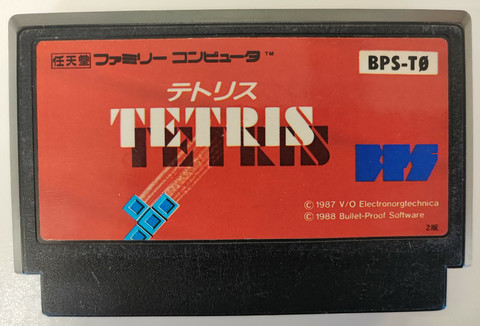 任天堂 ファミリー コンピュータ™
BPS-TØ
テトリス
TETRIS
BPS
© 1987 V/O Electronorgtechnica
© 1988 Bullet-Proof Software
2版